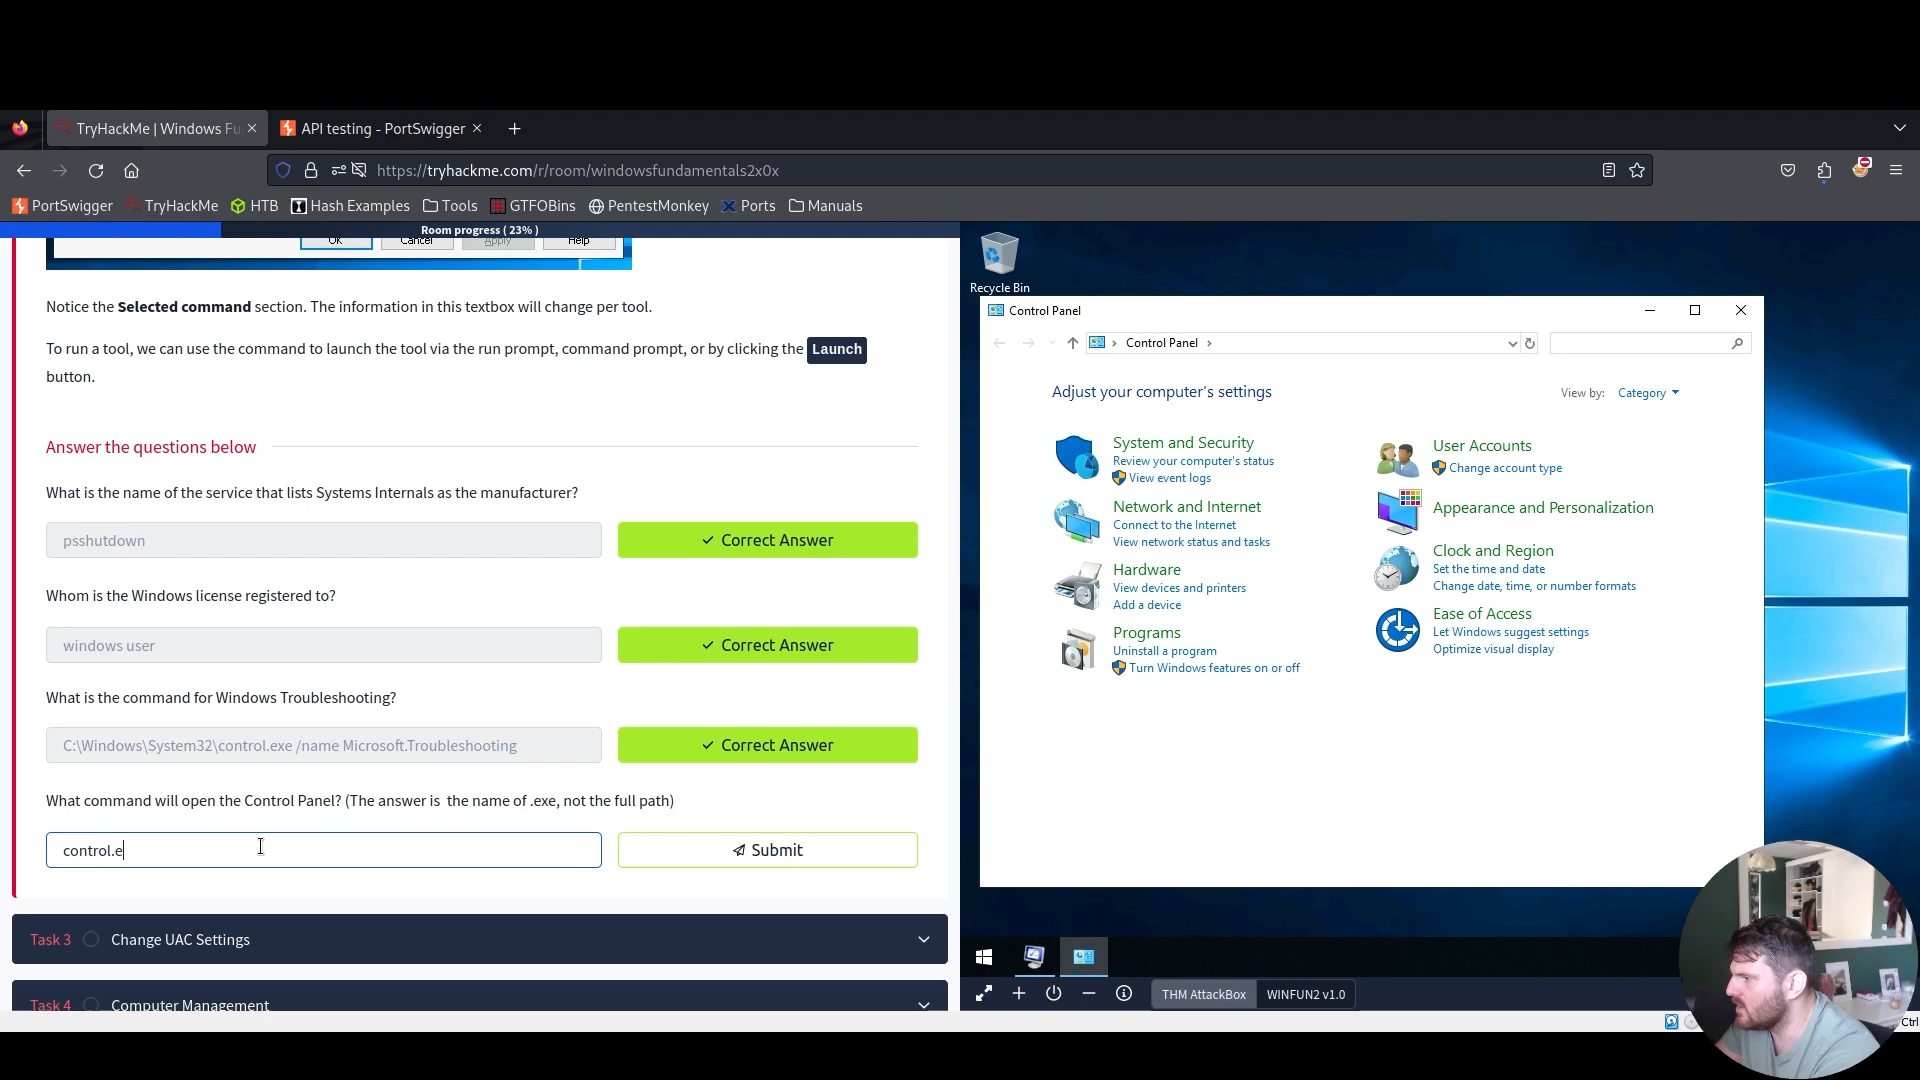 TryHackMe | Windows Fu
API testing - PortSwigger
https://tryhackme.com/r/room/windowsfundamentals2x0x
PortSwigger
TryHackMe
HTB
Hash Examples
Tools
GTFOBins
PentestMonkey
Ports
Manuals
Room progress ( 23% )
OK
Cancel
Apply
Help
Notice the Selected command section. The information in this textbox will change per tool.
To run a tool, we can use the command to launch the tool via the run prompt, command prompt, or by clicking the Launch
button.
Answer the questions below
What is the name of the service that lists Systems Internals as the manufacturer?
psshutdown
Correct Answer
Whom is the Windows license registered to?
windows user
Correct Answer
What is the command for Windows Troubleshooting?
C:\Windows\System32\control.exe /name Microsoft.Troubleshooting
Correct Answer
What command will open the Control Panel? (The answer is the name of .exe, not the full path)
control.e
Submit
Task 3
Change UAC Settings
Task 4
Computer Management
Recycle Bin
Control Panel
Control Panel
Adjust your computer's settings
View by:
Category
System and Security
Review your computer's status
View event logs
Network and Internet
Connect to the Internet
View network status and tasks
Hardware
View devices and printers
Add a device
Programs
Uninstall a program
Turn Windows features on or off
User Accounts
Change account type
Appearance and Personalization
Clock and Region
Set the time and date
Change date, time, or number formats
Ease of Access
Let Windows suggest settings
Optimize visual display
THM AttackBox
WINFUN2 v1.0
Ctrl